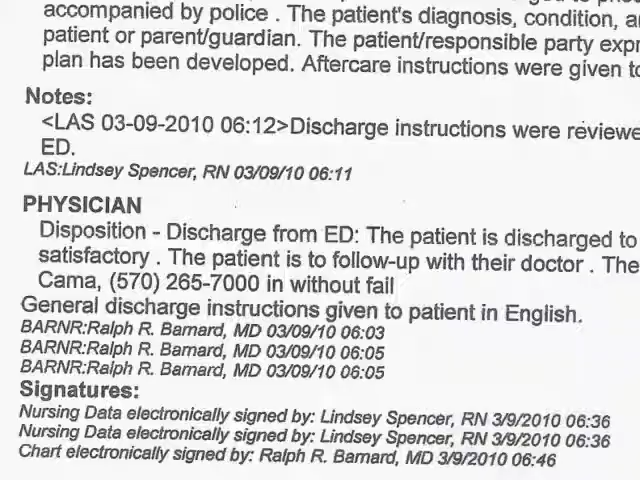 accompanied by police . The patient's diagnosis, condition, a
patient or parent/guardian. The patient/responsible party expr
plan has been developed. Aftercare instructions were given to
Notes:
<LAS 03-09-2010 06:12>Discharge instructions were reviewe
ED.
LAS:Lindsey Spencer, RN 03/09/10 06:11
PHYSICIAN
Disposition - Discharge from ED: The patient is discharged to
satisfactory . The patient is to follow-up with their doctor . The
Cama, (570) 265-7000 in without fail
General discharge instructions given to patient in English.
BARNR:Ralph R. Barnard, MD 03/09/10 06:03
BARNR:Ralph R. Barnard, MD 03/09/10 06:05
BARNR:Ralph R. Barnard, MD 03/09/10 06:05
Signatures:
Nursing Data electronically signed by: Lindsey Spencer, RN 3/9/2010 06:36
Nursing Data electronically signed by: Lindsey Spencer, RN 3/9/2010 06:36
Chart electronically signed by: Ralph R. Barnard, MD 3/9/2010 06:46